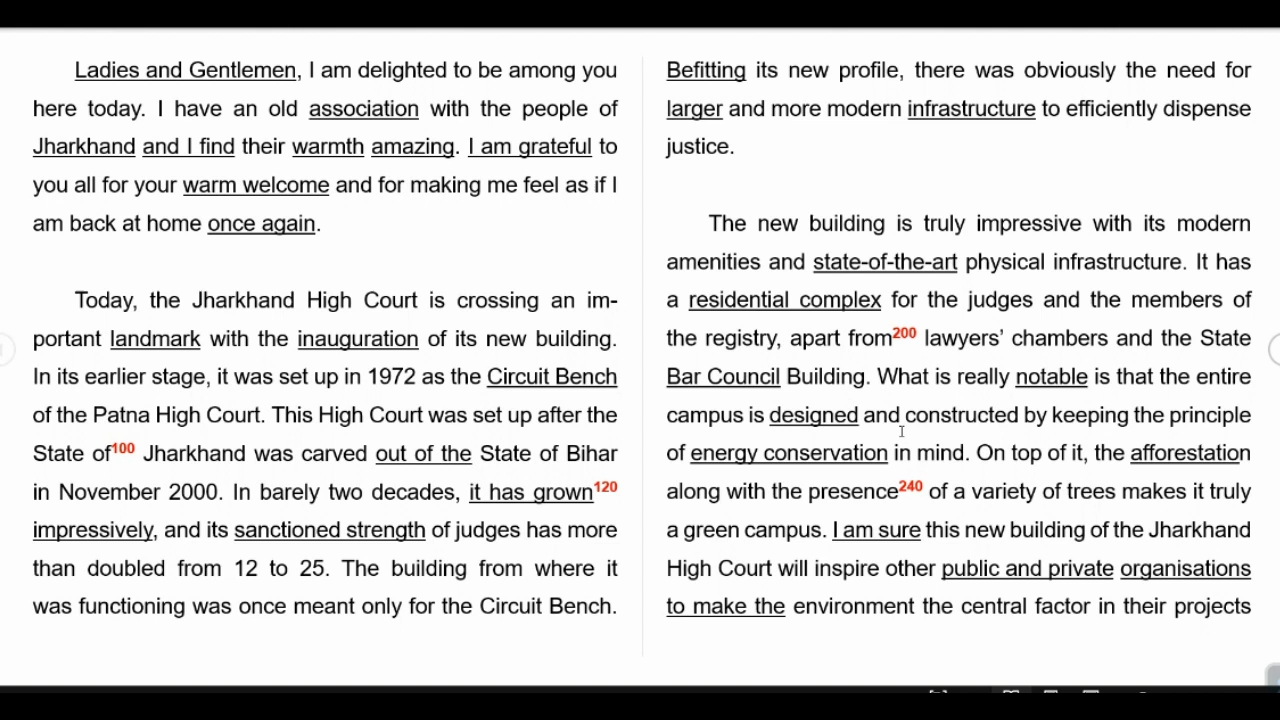 Ladies and Gentlemen, I am delighted to be among you
here today. I have an old association with the people of
Jharkhand and I find their warmth amazing. I am grateful to
you all for your warm welcome and for making me feel as if I
am back at home once again.
Today, the Jharkhand High Court is crossing an im-
portant landmark with the inauguration of its new building.
In its earlier stage, it was set up in 1972 as the Circuit Bench
of the Patna High Court. This High Court was set up after the
State of100 Jharkhand was carved out of the State of Bihar
in November 2000. In barely two decades, it has grown120
impressively, and its sanctioned strength of judges has more
than doubled from 12 to 25. The building from where it
was functioning was once meant only for the Circuit Bench.
Befitting its new profile, there was obviously the need for
larger and more modern infrastructure to efficiently dispense
justice.
The new building is truly impressive with its modern
amenities and state-of-the-art physical infrastructure. It has
a residential complex for the judges and the members of
the registry, apart from200 lawyers’ chambers and the State
Bar Council Building. What is really notable is that the entire
campus is designed and constructed by keeping the principle
of energy conservation in mind. On top of it, the afforestation
along with the presence240 of a variety of trees makes it truly
a green campus. I am sure this new building of the Jharkhand
High Court will inspire other public and private organisations
to make the environment the central factor in their projects